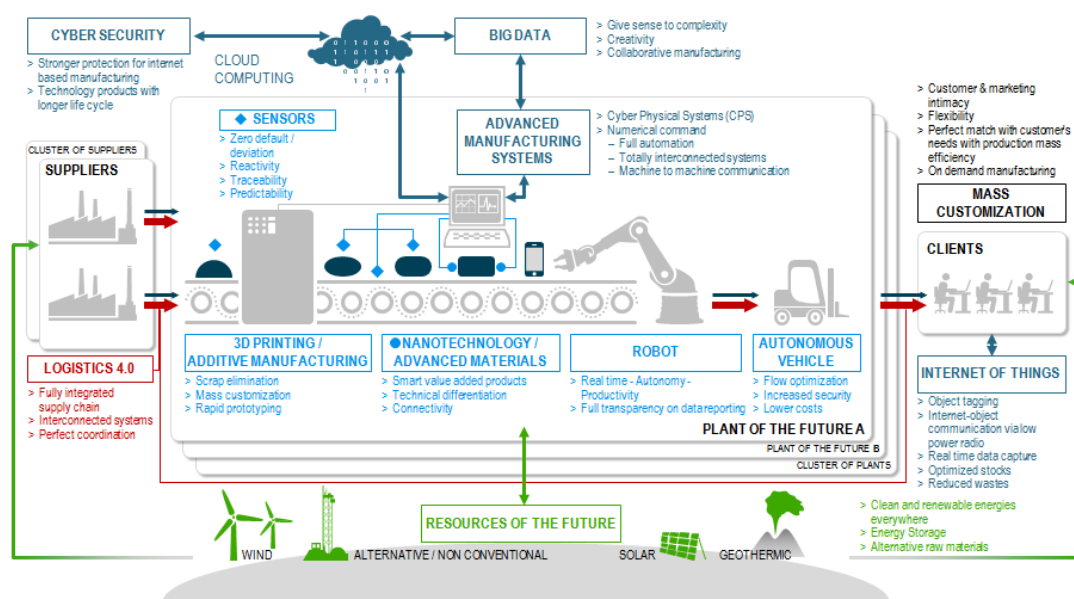 CYBER SECURITY
> Stronger protection for internet
based manufacturing
> Technology products with
longer life cycle
CLOUD
COMPUTING
BIG DATA
> Give sense to complexity
> Creativity
> Collaborative manufacturing
SENSORS
> Zero default /
deviation
> Reactivity
> Traceability
> Predictability
ADVANCED
MANUFACTURING
SYSTEMS
> Cyber Physical Systems (CPS)
> Numerical command
– Full automation
– Totally interconnected systems
– Machine to machine communication
> Customer & marketing
intimacy
> Flexibility
> Perfect match with customer's
needs with production mass
efficiency
> On demand manufacturing
MASS
CUSTOMIZATION
CLIENTS
CLUSTER OF SUPPLIERS
SUPPLIERS
LOGISTICS 4.0
> Fully integrated
supply chain
> Interconnected systems
> Perfect coordination
3D PRINTING /
ADDITIVE MANUFACTURING
> Scrap elimination
> Mass customization
> Rapid prototyping
NANOTECHNOLOGY /
ADVANCED MATERIALS
> Smart value added products
> Technical differentiation
> Connectivity
ROBOT
> Real time - Autonomy -
Productivity
> Full transparency on data reporting
AUTONOMOUS
VEHICLE
> Flow optimization
> Increased security
> Lower costs
INTERNET OF THINGS
> Object tagging
> Internet-object
communication via low
power radio
> Real time data capture
> Optimized stocks
> Reduced wastes
PLANT OF THE FUTURE A
PLANT OF THE FUTURE B
CLUSTER OF PLANTS
RESOURCES OF THE FUTURE
> Clean and renewable energies
everywhere
> Energy Storage
> Alternative raw materials
WIND
ALTERNATIVE / NON CONVENTIONAL
SOLAR
GEOTHERMIC